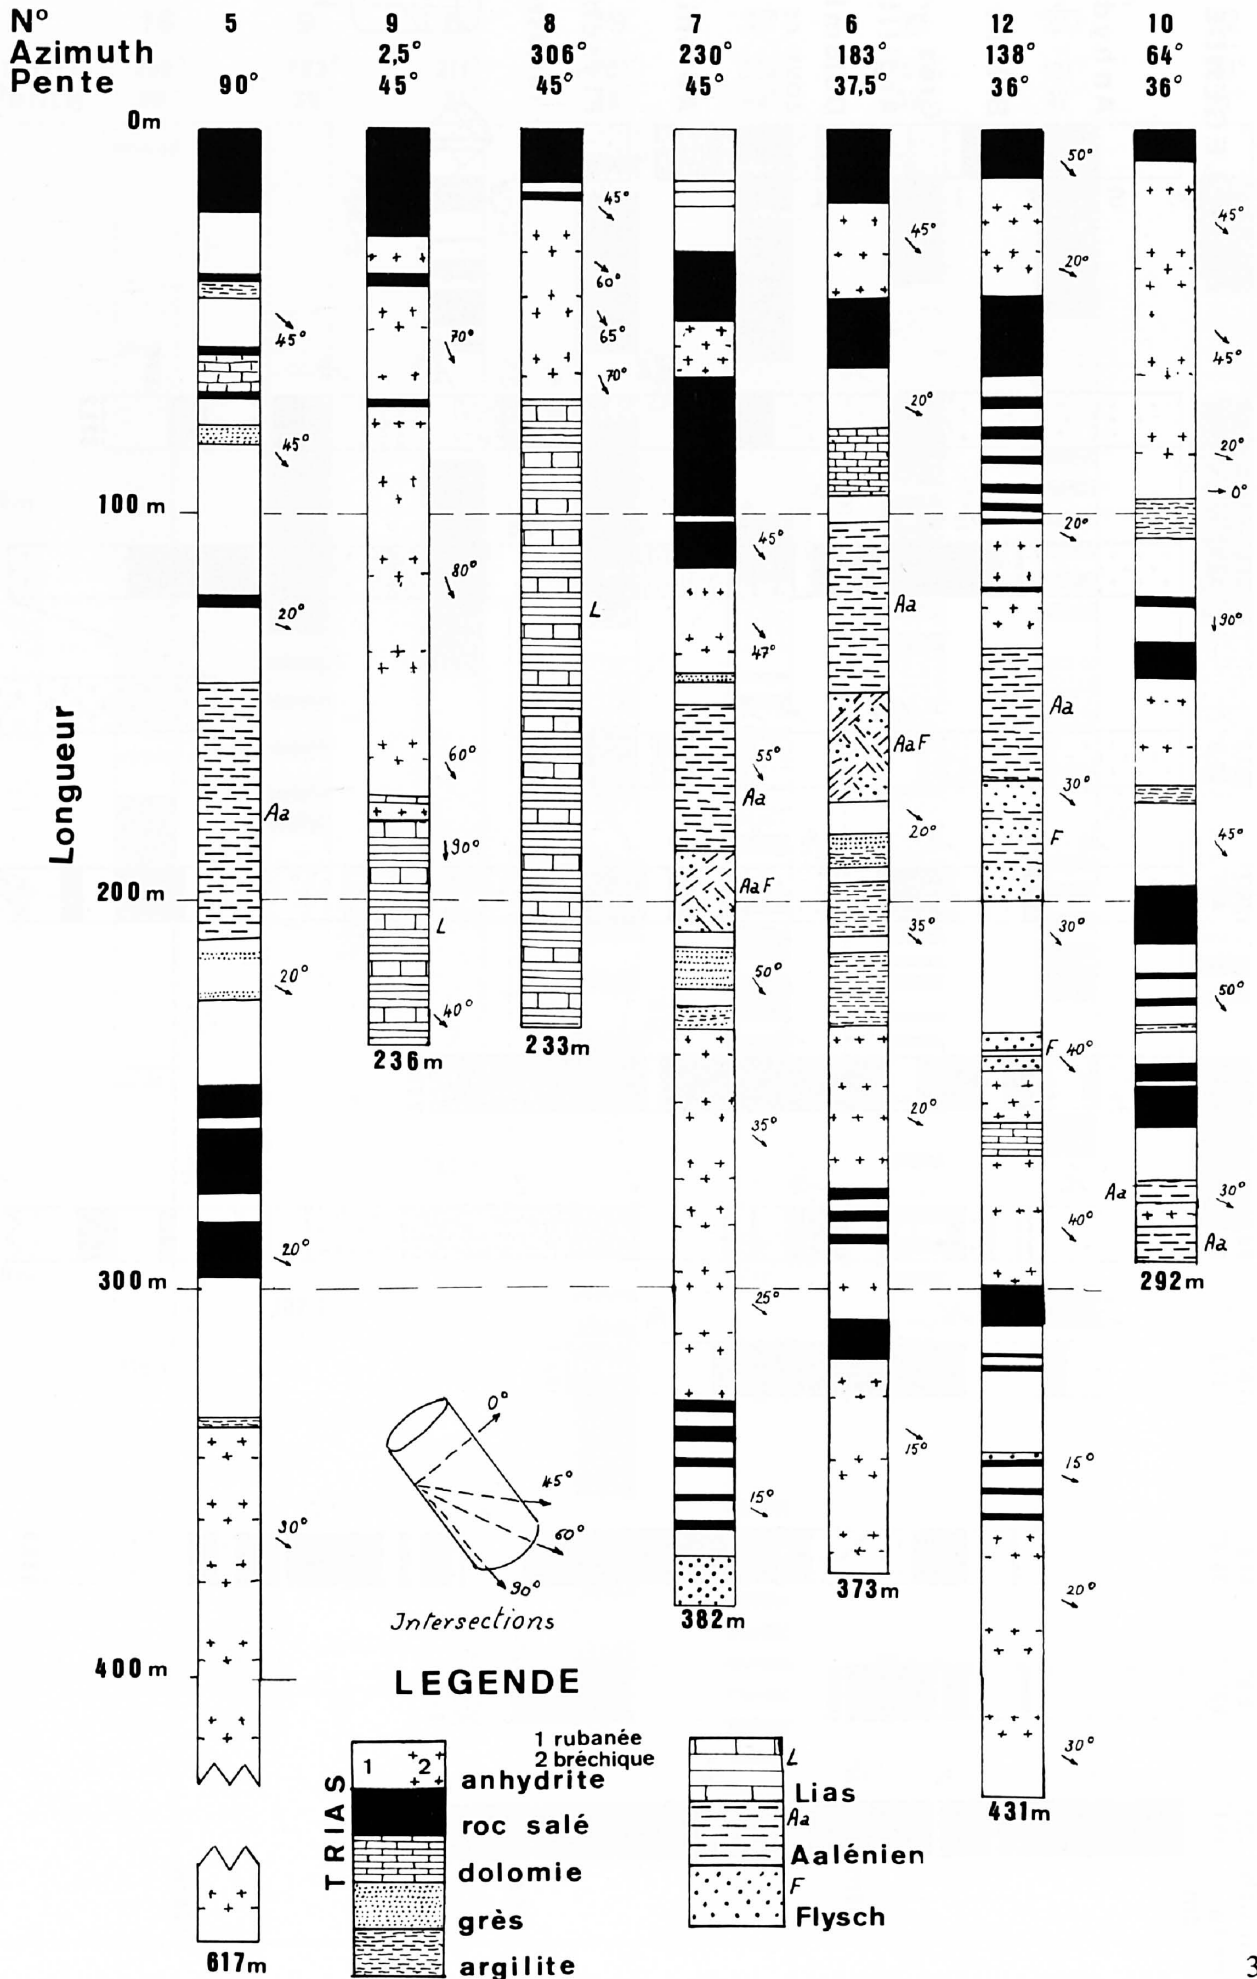 N° 5 9 8 7 6 12 10
Azimuth 2,5° 306° 230° 183° 138° 64°
Pente 90° 45° 45° 45° 37,5° 36° 36°
0m
100 m
200 m
300 m
400 m
Longueur
45°
45°
20°
Aa
20°
20°
30°
617m
70°
80°
60°
90°
L
40°
236m
45°
60°
65°
70°
L
233m
45°
47°
55°
Aa
AaF
50°
35°
25°
15°
382m
45°
20°
Aa
AaF
20°
35°
20°
15°
373m
50°
20°
20°
Aa
30°
F
30°
F 40°
40°
15°
20°
30°
431m
45°
45°
20°
0°
90°
45°
50°
Aa
30°
Aa
292m
0°
45°
60°
90°
Intersections
LEGENDE
TRIAS
1 2
1 rubanée
2 bréchique
anhydrite
roc salé
dolomie
grès
argilite
L
Lias
Aa
Aalénien
F
Flysch
3